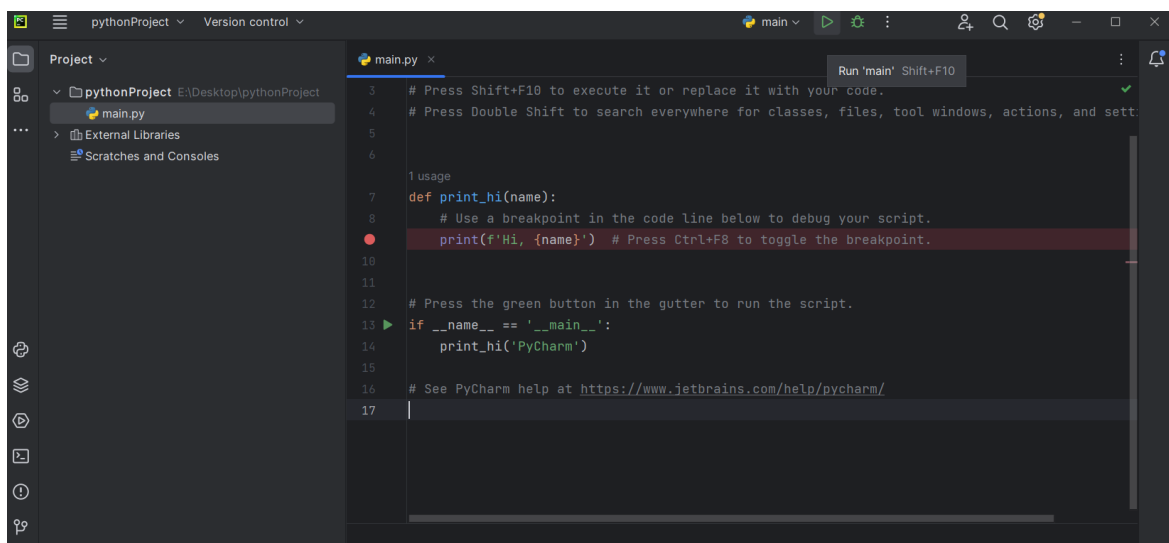 pythonProject Version control main
Project
main.py
Run 'main' Shift+F10
pythonProject E:\Desktop\pythonProject
main.py
External Libraries
Scratches and Consoles
3 # Press Shift+F10 to execute it or replace it with your code.
4 # Press Double Shift to search everywhere for classes, files, tool windows, actions, and setti
5
6
1 usage
7 def print_hi(name):
8 # Use a breakpoint in the code line below to debug your script.
print(f'Hi, {name}') # Press Ctrl+F8 to toggle the breakpoint.
10
11
12 # Press the green button in the gutter to run the script.
13 if __name__ == '__main__':
14 print_hi('PyCharm')
15
16 # See PyCharm help at https://www.jetbrains.com/help/pycharm/
17